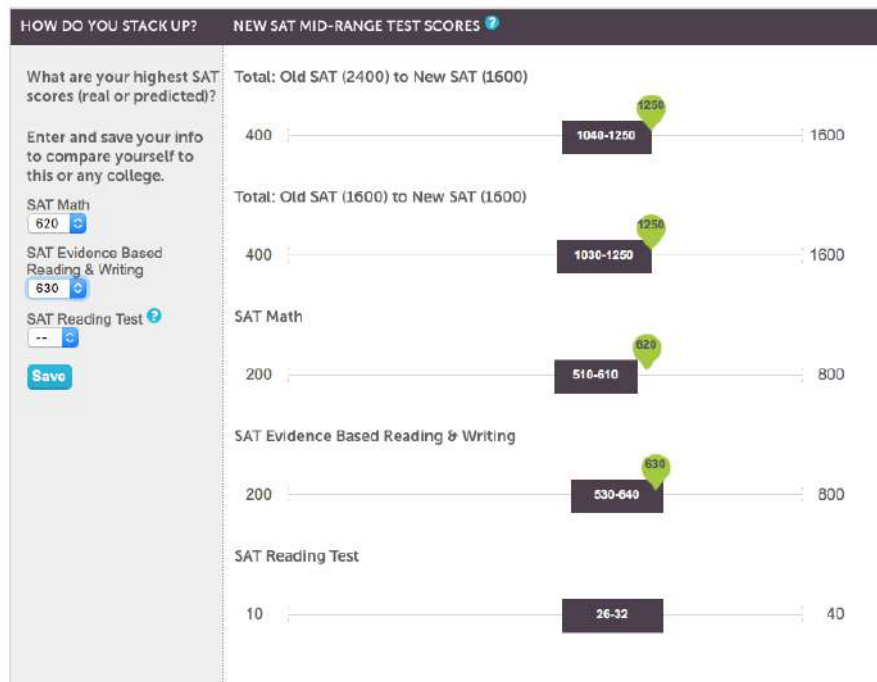 HOW DO YOU STACK UP?
NEW SAT MID-RANGE TEST SCORES ?
What are your highest SAT
scores (real or predicted)?
Enter and save your info
to compare yourself to
this or any college.
SAT Math
620
SAT Evidence Based
Reading & Writing
630
SAT Reading Test ?
--
Save
Total: Old SAT (2400) to New SAT (1600)
1250
400 1040-1250 1600
Total: Old SAT (1600) to New SAT (1600)
1250
400 1030-1250 1600
SAT Math
620
200 510-610 800
SAT Evidence Based Reading & Writing
630
200 530-640 800
SAT Reading Test
10 26-32 40